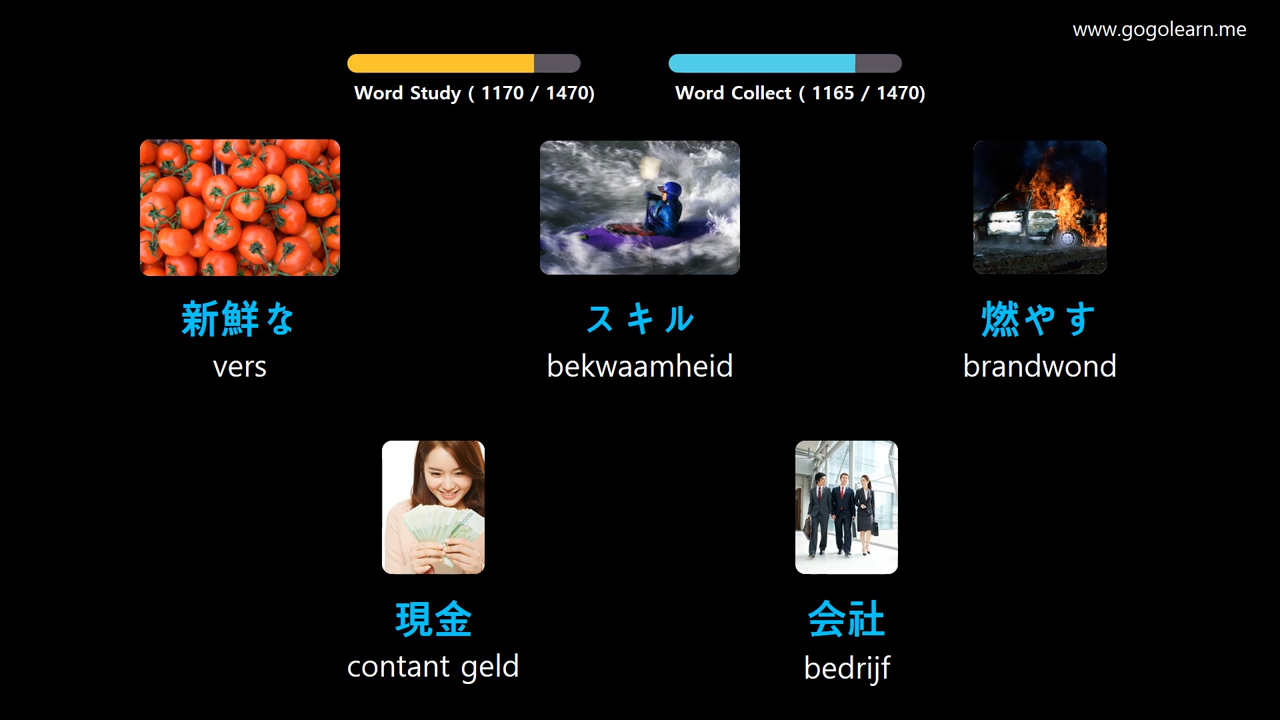 www.gogolearn.me
Word Study ( 1170 / 1470)
Word Collect ( 1165 / 1470)
新鮮な
vers
スキル
bekwaamheid
燃やす
brandwond
現金
contant geld
会社
bedrijf